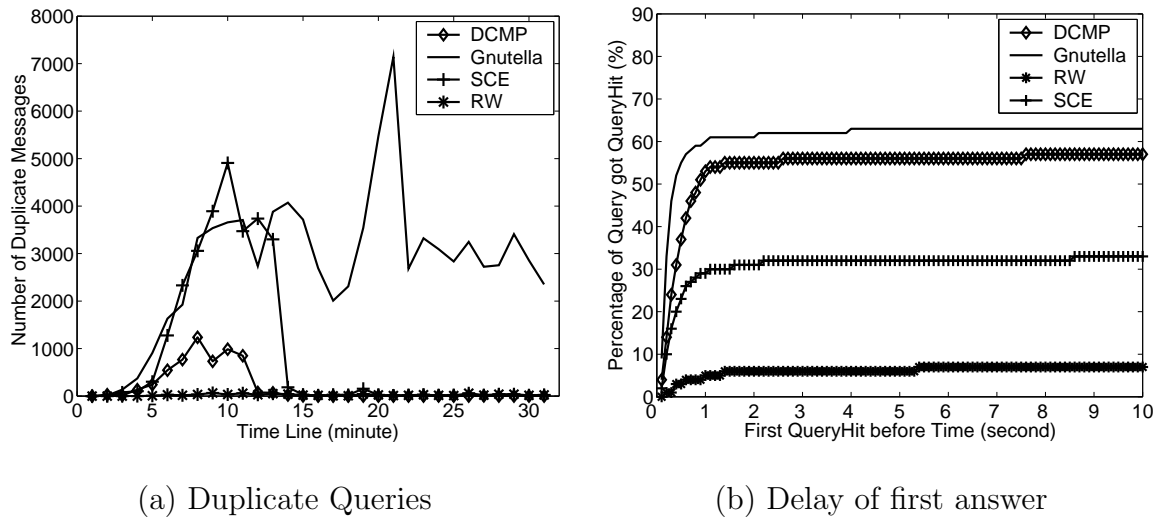 8000
7000
6000
5000
4000
3000
2000
1000
0
Number of Duplicate Messages
DCMP
Gnutella
SCE
RW
0 5 10 15 20 25 30
Time Line (minute)
(a) Duplicate Queries
90
80
70
60
50
40
30
20
10
0
Percentage of Query got QueryHit (%)
DCMP
Gnutella
RW
SCE
0 1 2 3 4 5 6 7 8 9 10
First QueryHit before Time (second)
(b) Delay of first answer